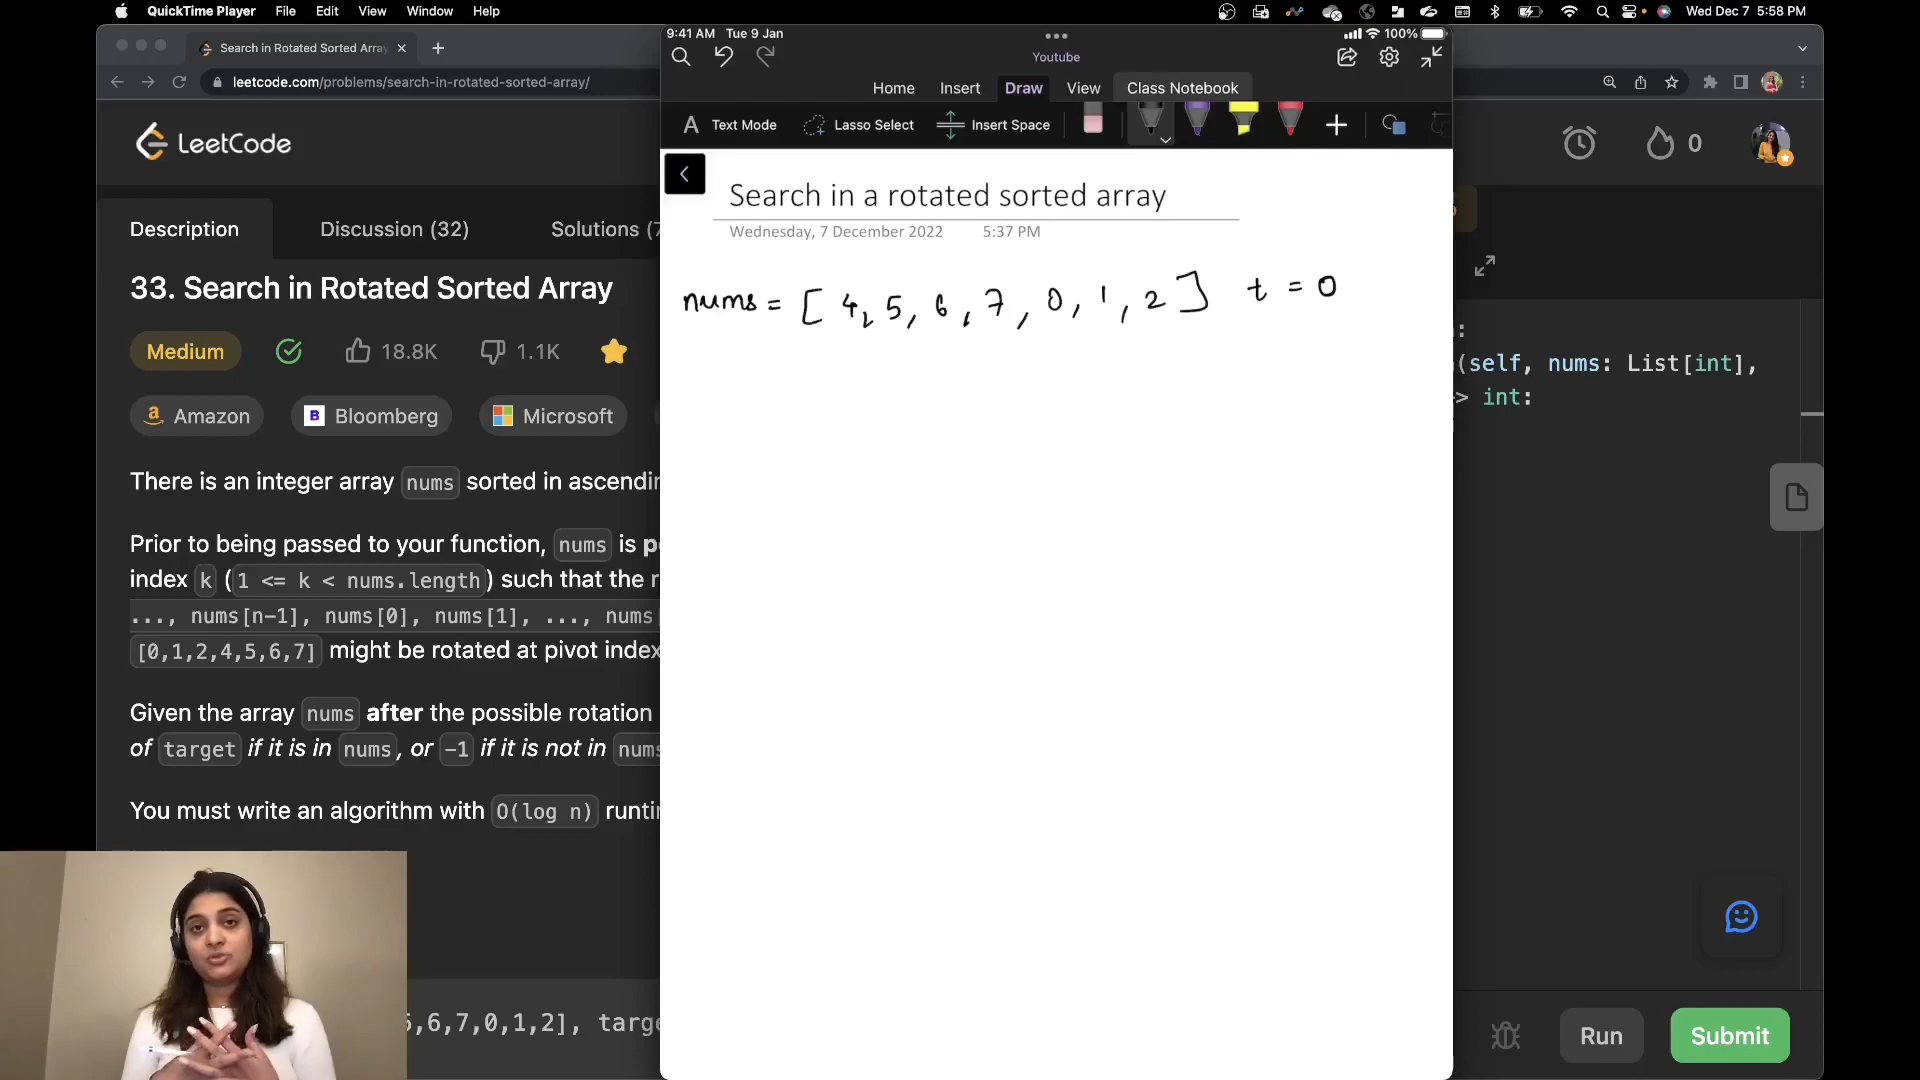 QuickTime Player File Edit View Window Help Wed Dec 7 5:58 PM
Search in Rotated Sorted Array
leetcode.com/problems/search-in-rotated-sorted-array/
LeetCode
0
Description Discussion (32) Solutions (7
33. Search in Rotated Sorted Array
Medium 18.8K 1.1K
Amazon Bloomberg Microsoft
There is an integer array nums sorted in
Prior to being passed to your function, nums is
index k (1 <= k < nums.length) such that the
..., nums[n-1], nums[0], nums[1], ..., nums
[0,1,2,4,5,6,7] might be rotated at pivot index
Given the array nums after the possible rotation
of target if it is in nums, or -1 if it is not in nums
You must write an algorithm with O(log n)
,6,7,0,1,2],
9:41 AM Tue 9 Jan 100%
Youtube
Home Insert Draw View Class Notebook
A Text Mode Lasso Select Insert Space
Search in a rotated sorted array
Wednesday, 7 December 2022 5:37 PM
nums = [ 4, 5, 6, 7, 0, 1, 2 ] t = 0
:
(self, nums: List[int],
> int:
Run Submit